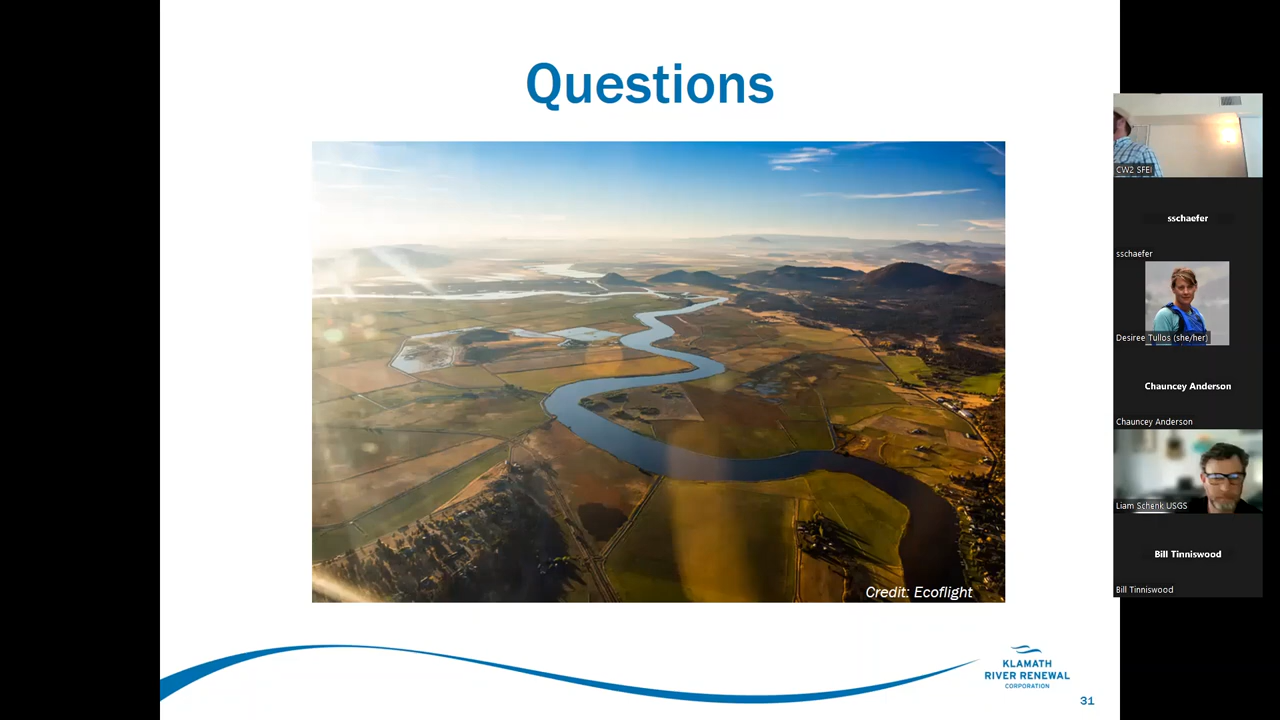 Questions
Credit: Ecoflight
KLAMATH
RIVER RENEWAL
CORPORATION
31
CW2 SFEI
sschaefer
sschaefer
Desiree Tullos (she/her)
Chauncey Anderson
Chauncey Anderson
Liam Schenk USGS
Bill Tinniswood
Bill Tinniswood